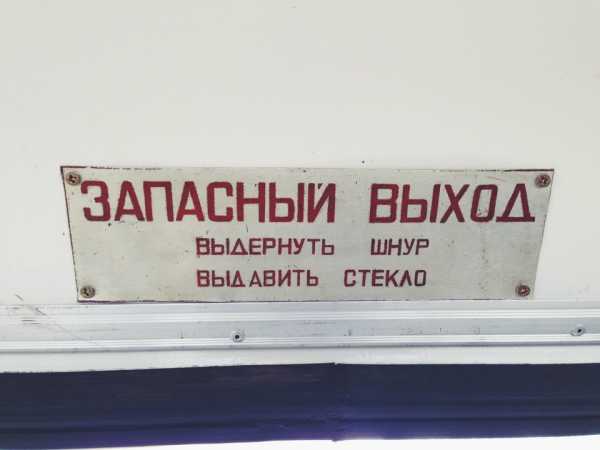 ЗАПАСНЫЙ ВЫХОД
ВЫДЕРНУТЬ ШНУР
ВЫДАВИТЬ СТЕКЛО